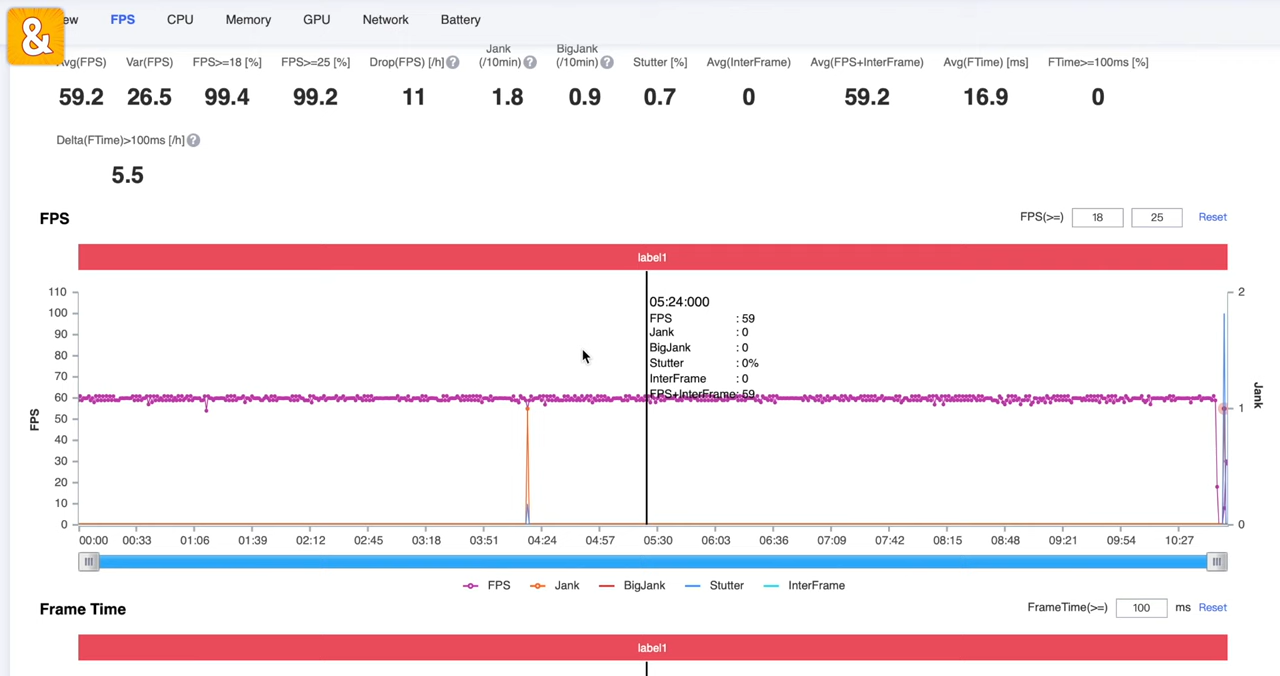 &
ew FPS CPU Memory GPU Network Battery
Avg(FPS) Var(FPS) FPS>=18 [%] FPS>=25 [%] Drop(FPS) [/h] ? Jank (/10min) ? BigJank (/10min) ? Stutter [%] Avg(InterFrame) Avg(FPS+InterFrame) Avg(FTime) [ms] FTime>=100ms [%]
59.2 26.5 99.4 99.2 11 1.8 0.9 0.7 0 59.2 16.9 0
Delta(FTime)>100ms [/h] ?
5.5
FPS FPS(>=) 18 25 Reset
label1
110
100
90
80
70
60
50
40
30
20
10
0
FPS
05:24:000
FPS : 59
Jank : 0
BigJank : 0
Stutter : 0%
InterFrame : 0
FPS+InterFrame: 59
2
1
0
Jank
00:00 00:33 01:06 01:39 02:12 02:45 03:18 03:51 04:24 04:57 05:30 06:03 06:36 07:09 07:42 08:15 08:48 09:21 09:54 10:27
FPS Jank BigJank Stutter InterFrame
Frame Time FrameTime(>=) 100 ms Reset
label1